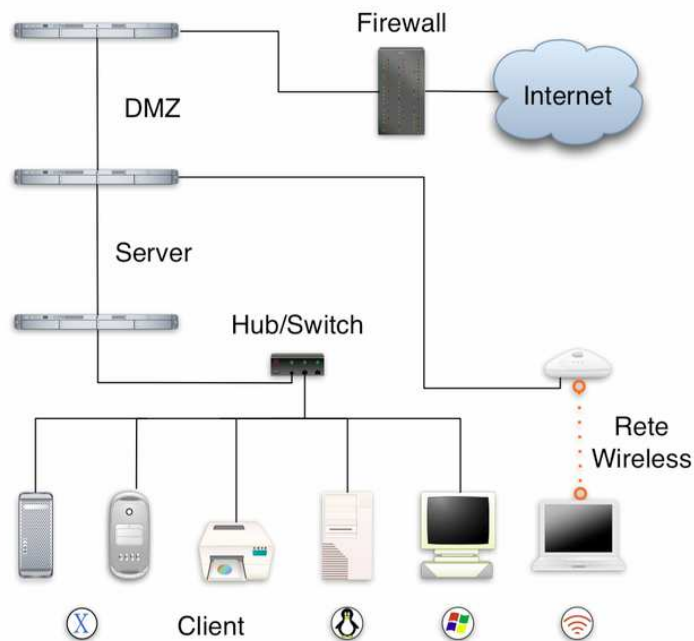 Firewall
Internet
DMZ
Server
Hub/Switch
Rete
Wireless
X
Client